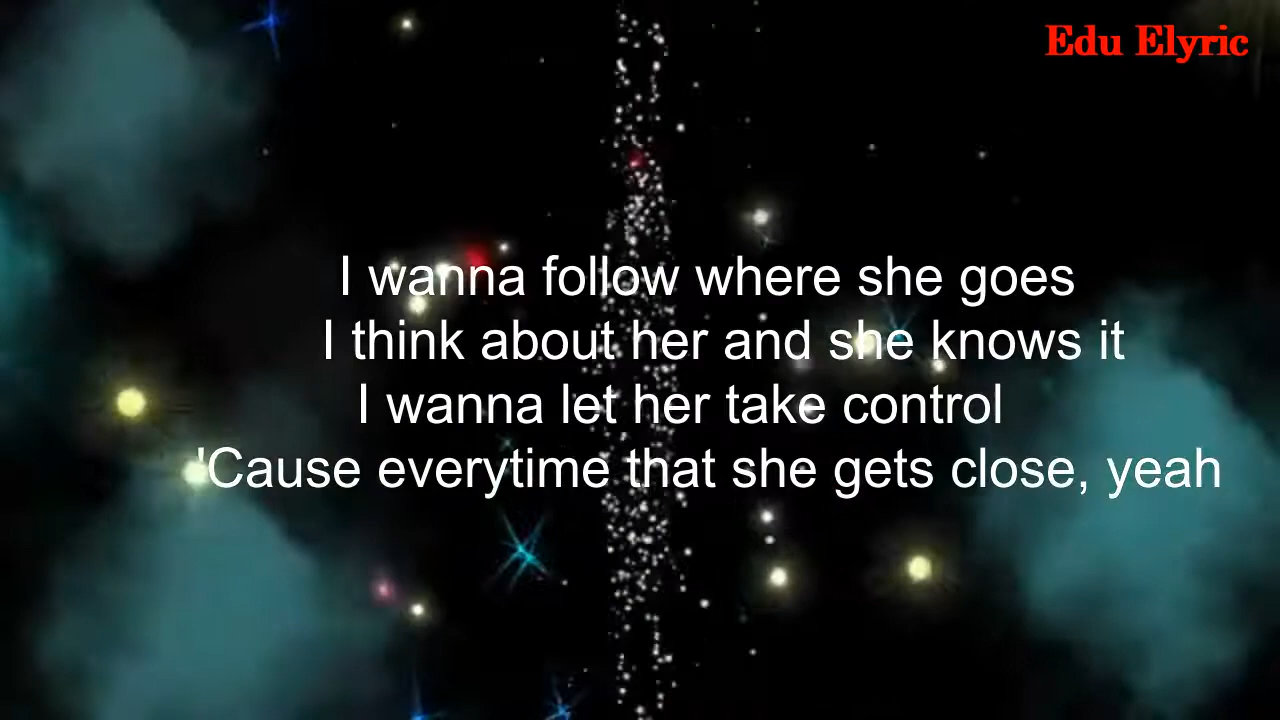 Edu Elyric
I wanna follow where she goes
I think about her and she knows it
I wanna let her take control
'Cause everytime that she gets close, yeah